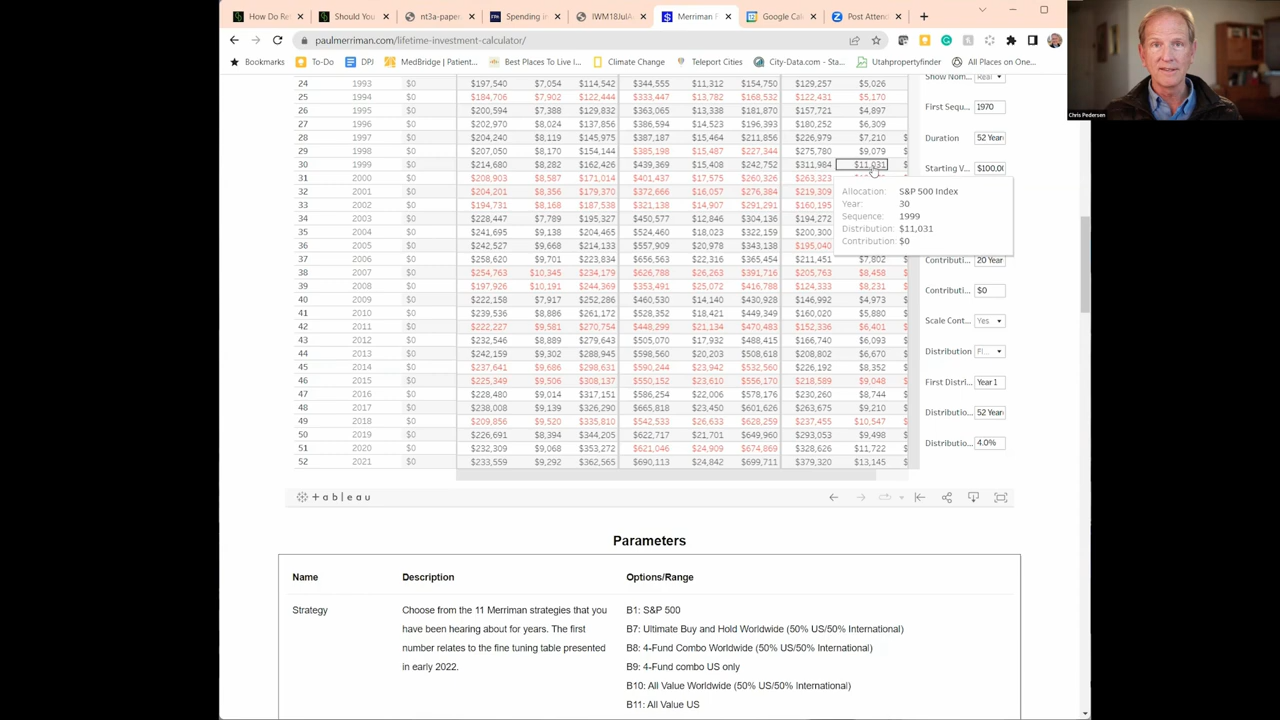 How Do Re
Should You
nt3a-paper
Spending in
IWM18JulA
Merriman F
Google Cal
Post Attend
paulmerriman.com/lifetime-investment-calculator/
Bookmarks To-Do DPJ MedBridge | Patient... Best Places To Live I... Climate Change Teleport Cities City-Data.com - Sta... Utahpropertyfinder All Places on One...
Chris Pedersen
24 1993 $0 $197,540 $7,054 $114,542 $344,555 $11,312 $154,750 $129,257 $5,026
25 1994 $0 $184,706 $7,902 $122,444 $333,447 $13,782 $168,532 $122,431 $5,170
26 1995 $0 $200,594 $7,388 $129,832 $363,065 $13,338 $181,870 $157,721 $4,897
27 1996 $0 $202,970 $8,024 $137,856 $386,594 $14,523 $196,393 $180,252 $6,309
28 1997 $0 $204,240 $8,119 $145,975 $387,187 $15,464 $211,856 $226,979 $7,210 $
29 1998 $0 $207,050 $8,170 $154,144 $385,198 $15,487 $227,344 $275,780 $9,079 $
30 1999 $0 $214,680 $8,282 $162,426 $439,369 $15,408 $242,752 $311,984 $11,031 $
31 2000 $0 $208,903 $8,587 $171,014 $401,437 $17,575 $260,326 $263,323
32 2001 $0 $204,201 $8,356 $179,370 $372,666 $16,057 $276,384 $219,309
33 2002 $0 $194,731 $8,168 $187,538 $321,138 $14,907 $291,291 $160,195
34 2003 $0 $228,447 $7,789 $195,327 $450,577 $12,846 $304,136 $194,272
35 2004 $0 $241,695 $9,138 $204,465 $524,460 $18,023 $322,159 $200,300
36 2005 $0 $242,527 $9,668 $214,133 $557,909 $20,978 $343,138 $195,040
37 2006 $0 $258,620 $9,701 $223,834 $656,563 $22,316 $365,454 $211,451 $7,802 $
38 2007 $0 $254,763 $10,345 $234,179 $626,788 $26,263 $391,716 $205,763 $8,458 $
39 2008 $0 $197,926 $10,191 $244,369 $353,491 $25,072 $416,788 $124,333 $8,231 $
40 2009 $0 $222,158 $7,917 $252,286 $460,530 $14,140 $430,928 $146,992 $4,973 $
41 2010 $0 $239,536 $8,886 $261,172 $528,352 $18,421 $449,349 $160,020 $5,880 $
42 2011 $0 $222,227 $9,581 $270,754 $448,299 $21,134 $470,483 $152,336 $6,401 $
43 2012 $0 $232,546 $8,889 $279,643 $505,070 $17,932 $488,415 $166,740 $6,093 $
44 2013 $0 $242,159 $9,302 $288,945 $598,560 $20,203 $508,618 $208,802 $6,670 $
45 2014 $0 $237,641 $9,686 $298,631 $590,244 $23,942 $532,560 $226,192 $8,352 $
46 2015 $0 $225,349 $9,506 $308,137 $550,152 $23,610 $556,170 $218,589 $9,048 $
47 2016 $0 $228,480 $9,014 $317,151 $586,254 $22,006 $578,176 $230,260 $8,744 $
48 2017 $0 $238,008 $9,139 $326,290 $665,818 $23,450 $601,626 $263,675 $9,210 $
49 2018 $0 $209,856 $9,520 $335,810 $542,533 $26,633 $628,259 $237,455 $10,547 $
50 2019 $0 $226,691 $8,394 $344,205 $622,717 $21,701 $649,960 $293,053 $9,498 $
51 2020 $0 $232,309 $9,068 $353,272 $621,046 $24,909 $674,869 $328,626 $11,722 $
52 2021 $0 $233,559 $9,292 $362,565 $690,113 $24,842 $699,711 $379,320 $13,145 $
Allocation: S&P 500 Index
Year: 30
Sequence: 1999
Distribution: $11,031
Contribution: $0
Show Nom... Real
First Sequ... 1970
Duration 52 Year
Starting V... $100,0(
Contributi... 20 Year
Contributi... $0
Scale Cont... Yes
Distribution Fi...
First Distri... Year 1
Distributio... 52 Year
Distributio... 4.0%
+ a b | e a u
Parameters
Name Description Options/Range
Strategy Choose from the 11 Merriman strategies that you B1: S&P 500
have been hearing about for years. The first B7: Ultimate Buy and Hold Worldwide (50% US/50% International)
number relates to the fine tuning table presented B8: 4-Fund Combo Worldwide (50% US/50% International)
in early 2022. B9: 4-Fund combo US only
B10: All Value Worldwide (50% US/50% International)
B11: All Value US